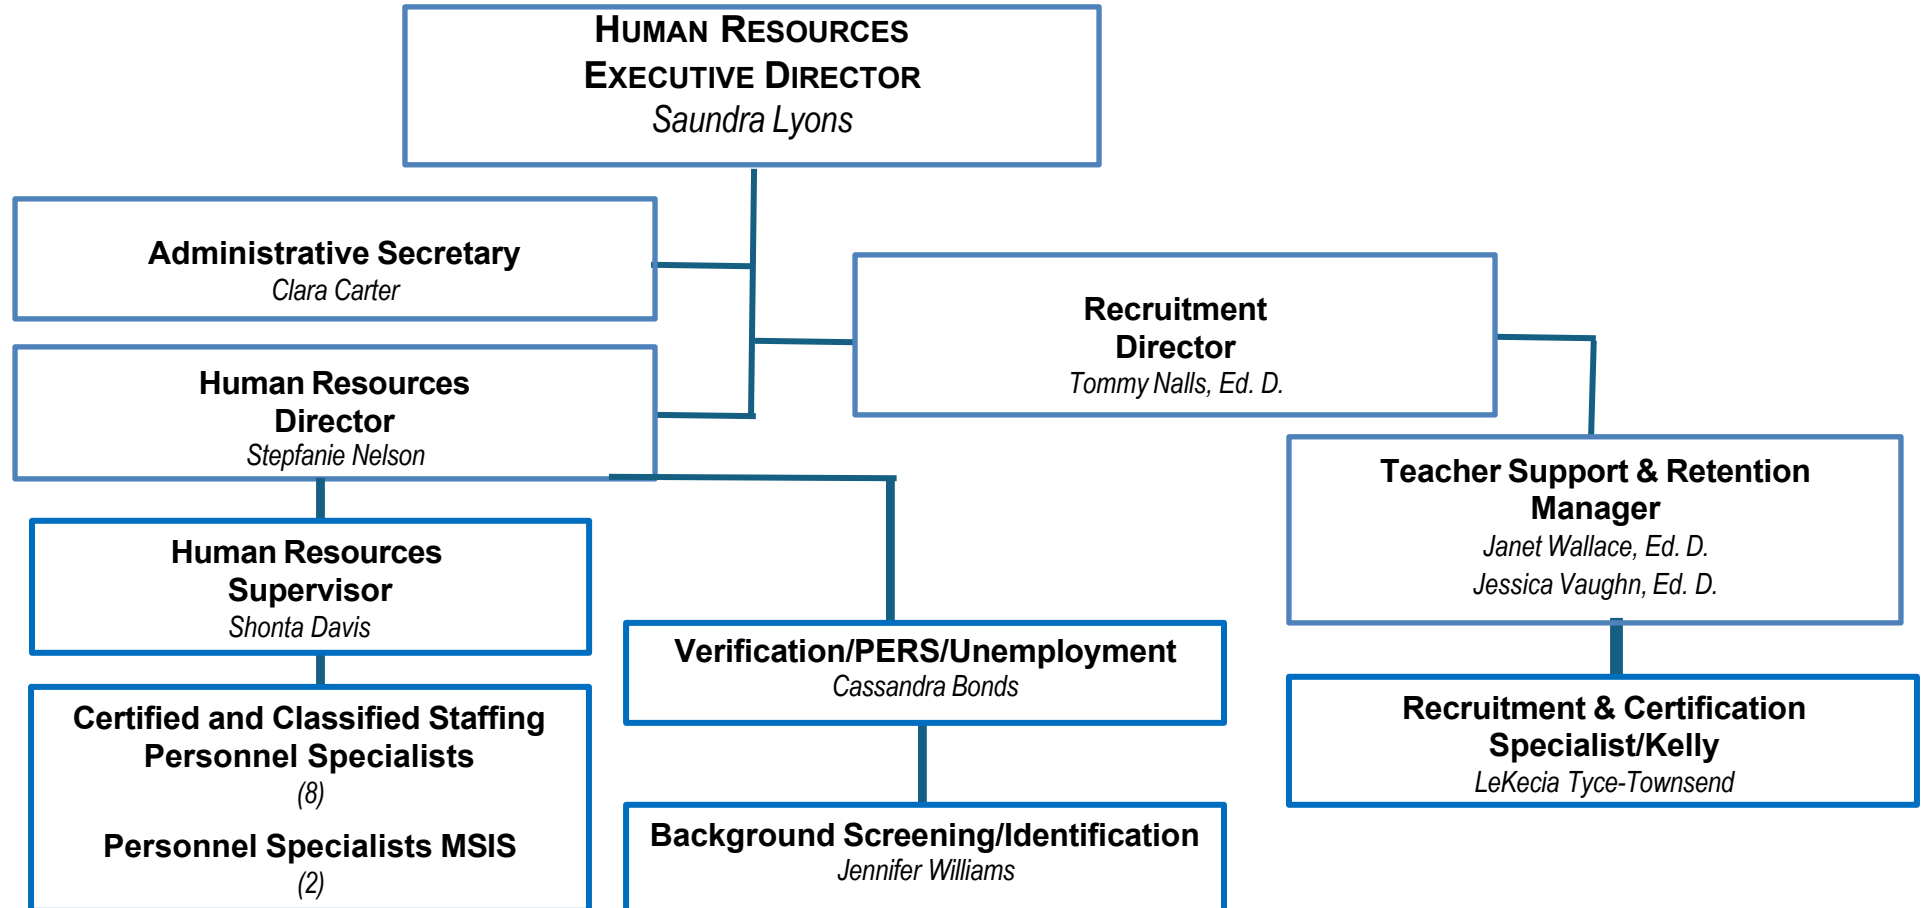 HUMAN RESOURCES
EXECUTIVE DIRECTOR
Saundra Lyons
Administrative Secretary
Clara Carter
Recruitment
Director
Tommy Nalls, Ed. D.
Human Resources
Director
Stepfanie Nelson
Teacher Support & Retention
Manager
Janet Wallace, Ed. D.
Jessica Vaughn, Ed. D.
Human Resources
Supervisor
Shonta Davis
Verification/PERS/Unemployment
Cassandra Bonds
Recruitment & Certification
Specialist/Kelly
LeKecia Tyce-Townsend
Certified and Classified Staffing
Personnel Specialists
(8)
Personnel Specialists MSIS
(2)
Background Screening/Identification
Jennifer Williams